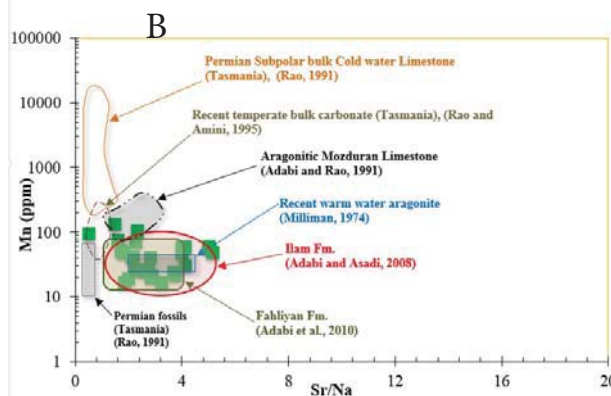 B
100000
10000
1000
100
10
1
Mn (ppm)
Permian Subpolar bulk Cold water Limestone
(Tasmania), (Rao, 1991)
Recent temperate bulk carbonate (Tasmania), (Rao and
Amini, 1995)
Aragonitic Mozduran Limestone
(Adabi and Rao, 1991)
Recent warm water aragonite
(Milliman, 1974)
Ilam Fm.
(Adabi and Asadi, 2008)
Fahliyan Fm.
(Adabi et al., 2010)
Permian fossils
(Tasmania)
(Rao, 1991)
0 4 8 12 16 20
Sr/Na